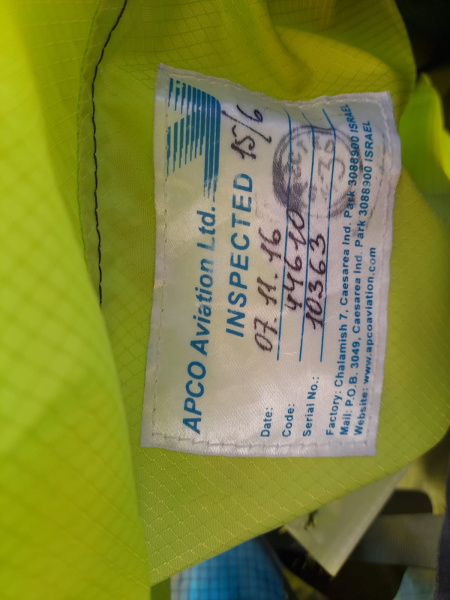 APCO Aviation Ltd.
INSPECTED 15/6
Date: 07.11.16
Code: 44610
Serial No.: 10363
Factory: Chalamish 7, Caesarea Ind. Park 3088900 ISRAEL
Mail: P.O.B. 3049, Caesarea Ind. Park 3088900 ISRAEL
Website: www.apcoaviation.com